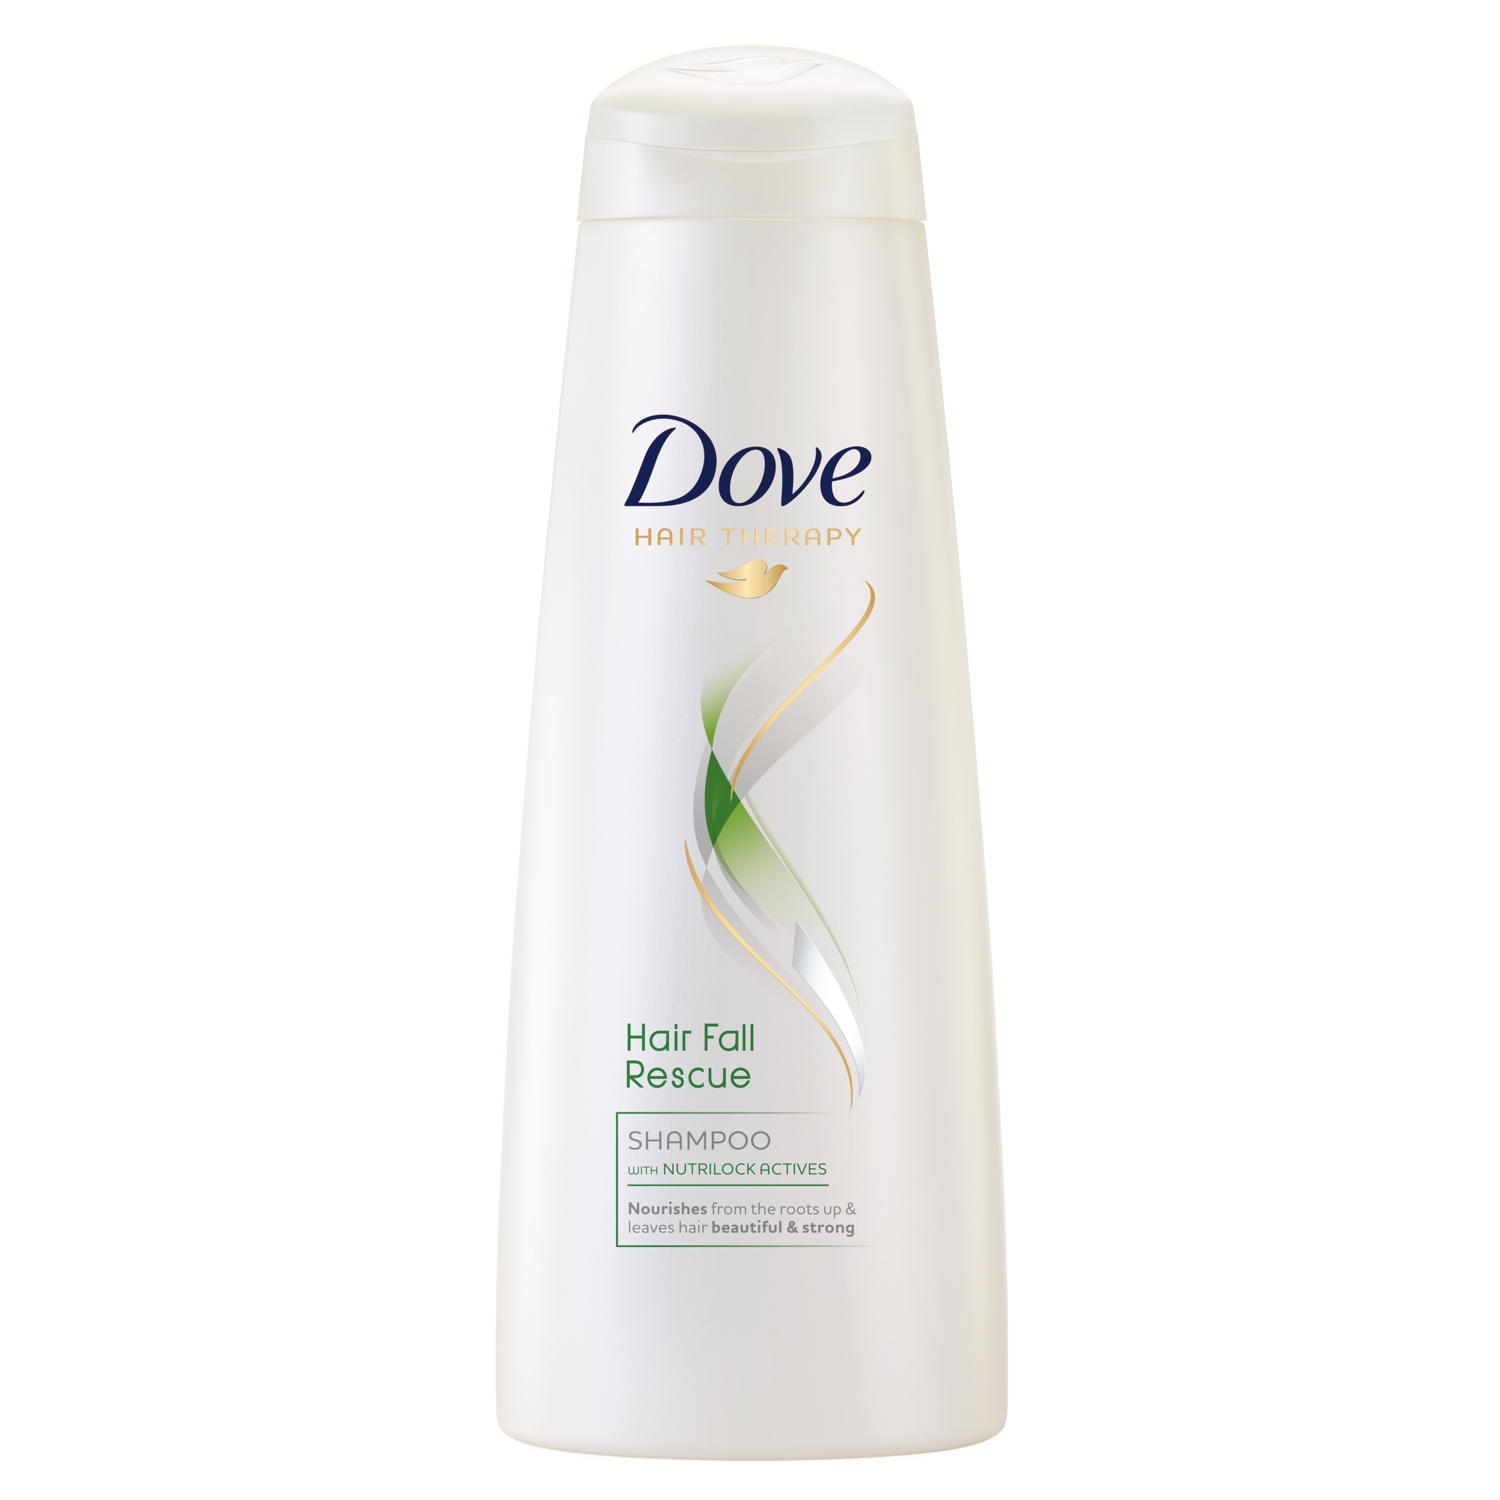 Dove
HAIR THERAPY
Hair Fall
Rescue
SHAMPOO
WITH NUTRILOCK ACTIVES
Nourishes from the roots up &
leaves hair beautiful & strong